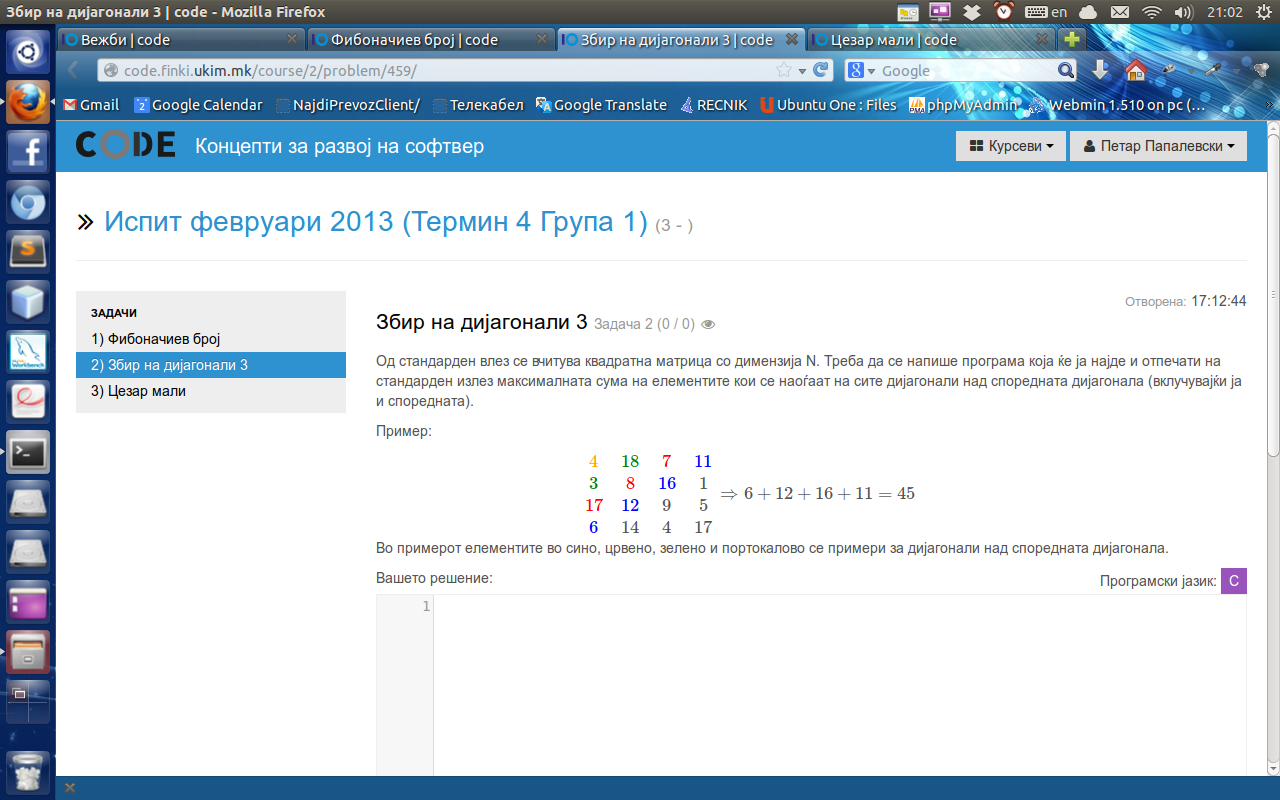 Збир на дијагонали 3 | code - Mozilla Firefox
en 21:02
Вежби | code Фибоначиев број | code Збир на дијагонали 3 | code Цезар мали | code
code.finki.ukim.mk/course/2/problem/459/ Google
Gmail Google Calendar NajdiPrevozClient/ Телекабел Google Translate RECNIK Ubuntu One : Files phpMyAdmin Webmin 1.510 on pc (...
CODE Концепти за развој на софтвер Курсеви Петар Папалевски
Испит февруари 2013 (Термин 4 Група 1) (3 - )
ЗАДАЧИ
1) Фибоначиев број
2) Збир на дијагонали 3
3) Цезар мали
Отворена: 17:12:44
Збир на дијагонали 3 Задача 2 (0 / 0)
Од стандарден влез се вчитува квадратна матрица со димензија N. Треба да се напише програма која ќе ја најде и отпечати на
стандарден излез максималната сума на елементите кои се наоѓаат на сите дијагонали над споредната дијагонала (вклучувајќи ја
и споредната).
Пример:
4 18 7 11
3 8 16 1
17 12 9 5
6 14 4 17
⇒ 6 + 12 + 16 + 11 = 45
Во примерот елементите во сино, црвено, зелено и портокалово се примери за дијагонали над споредната дијагонала.
Вашето решение: Програмски јазик: C
1